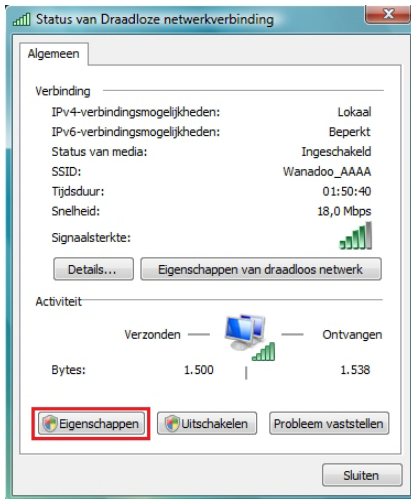 Status van Draadloze netwerkverbinding
Algemeen
Verbinding
IPv4-verbindingsmogelijkheden: Lokaal
IPv6-verbindingsmogelijkheden: Beperkt
Status van media: Ingeschakeld
SSID: Wanadoo_AAAA
Tijdsduur: 01:50:40
Snelheid: 18,0 Mbps
Signaalsterkte:
Details... Eigenschappen van draadloos netwerk
Activiteit
Verzonden — — Ontvangen
Bytes: 1.500 | 1.538
Eigenschappen Uitschakelen Probleem vaststellen
Sluiten